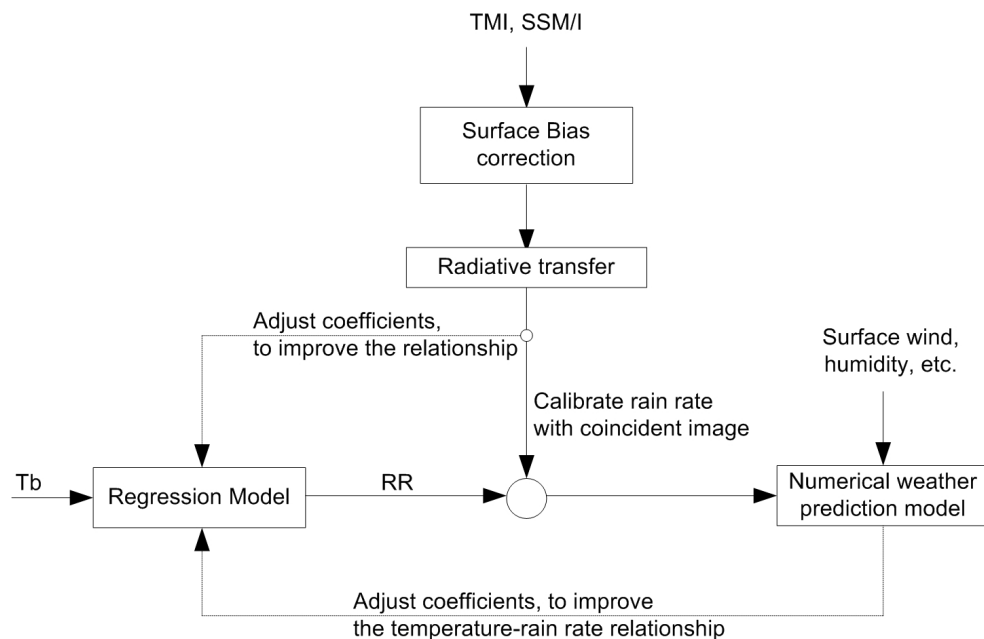 TMI, SSM/I
Surface Bias
correction
Radiative transfer
Adjust coefficients,
to improve the relationship
Surface wind,
humidity, etc.
Calibrate rain rate
with coincident image
Tb
Regression Model
RR
Numerical weather
prediction model
Adjust coefficients, to improve
the temperature-rain rate relationship